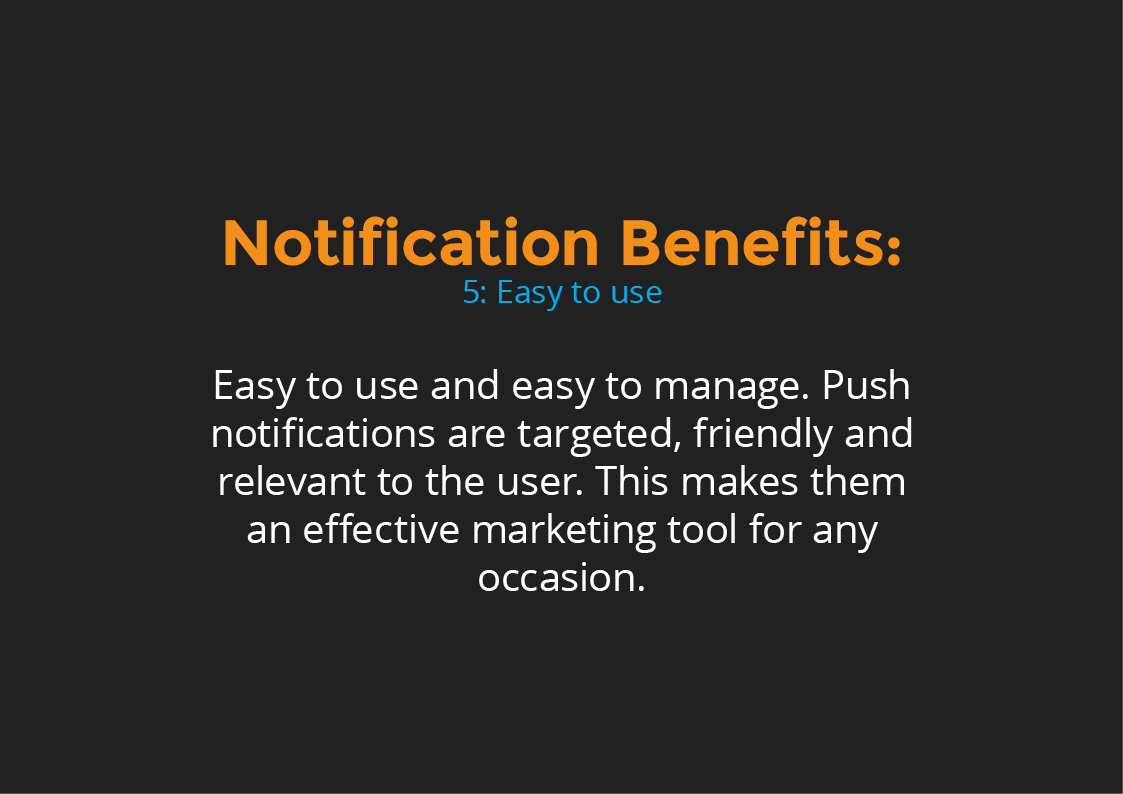 Notification Benefits:
5: Easy to use
Easy to use and easy to manage. Push
notifications are targeted, friendly and
relevant to the user. This makes them
an effective marketing tool for any
occasion.